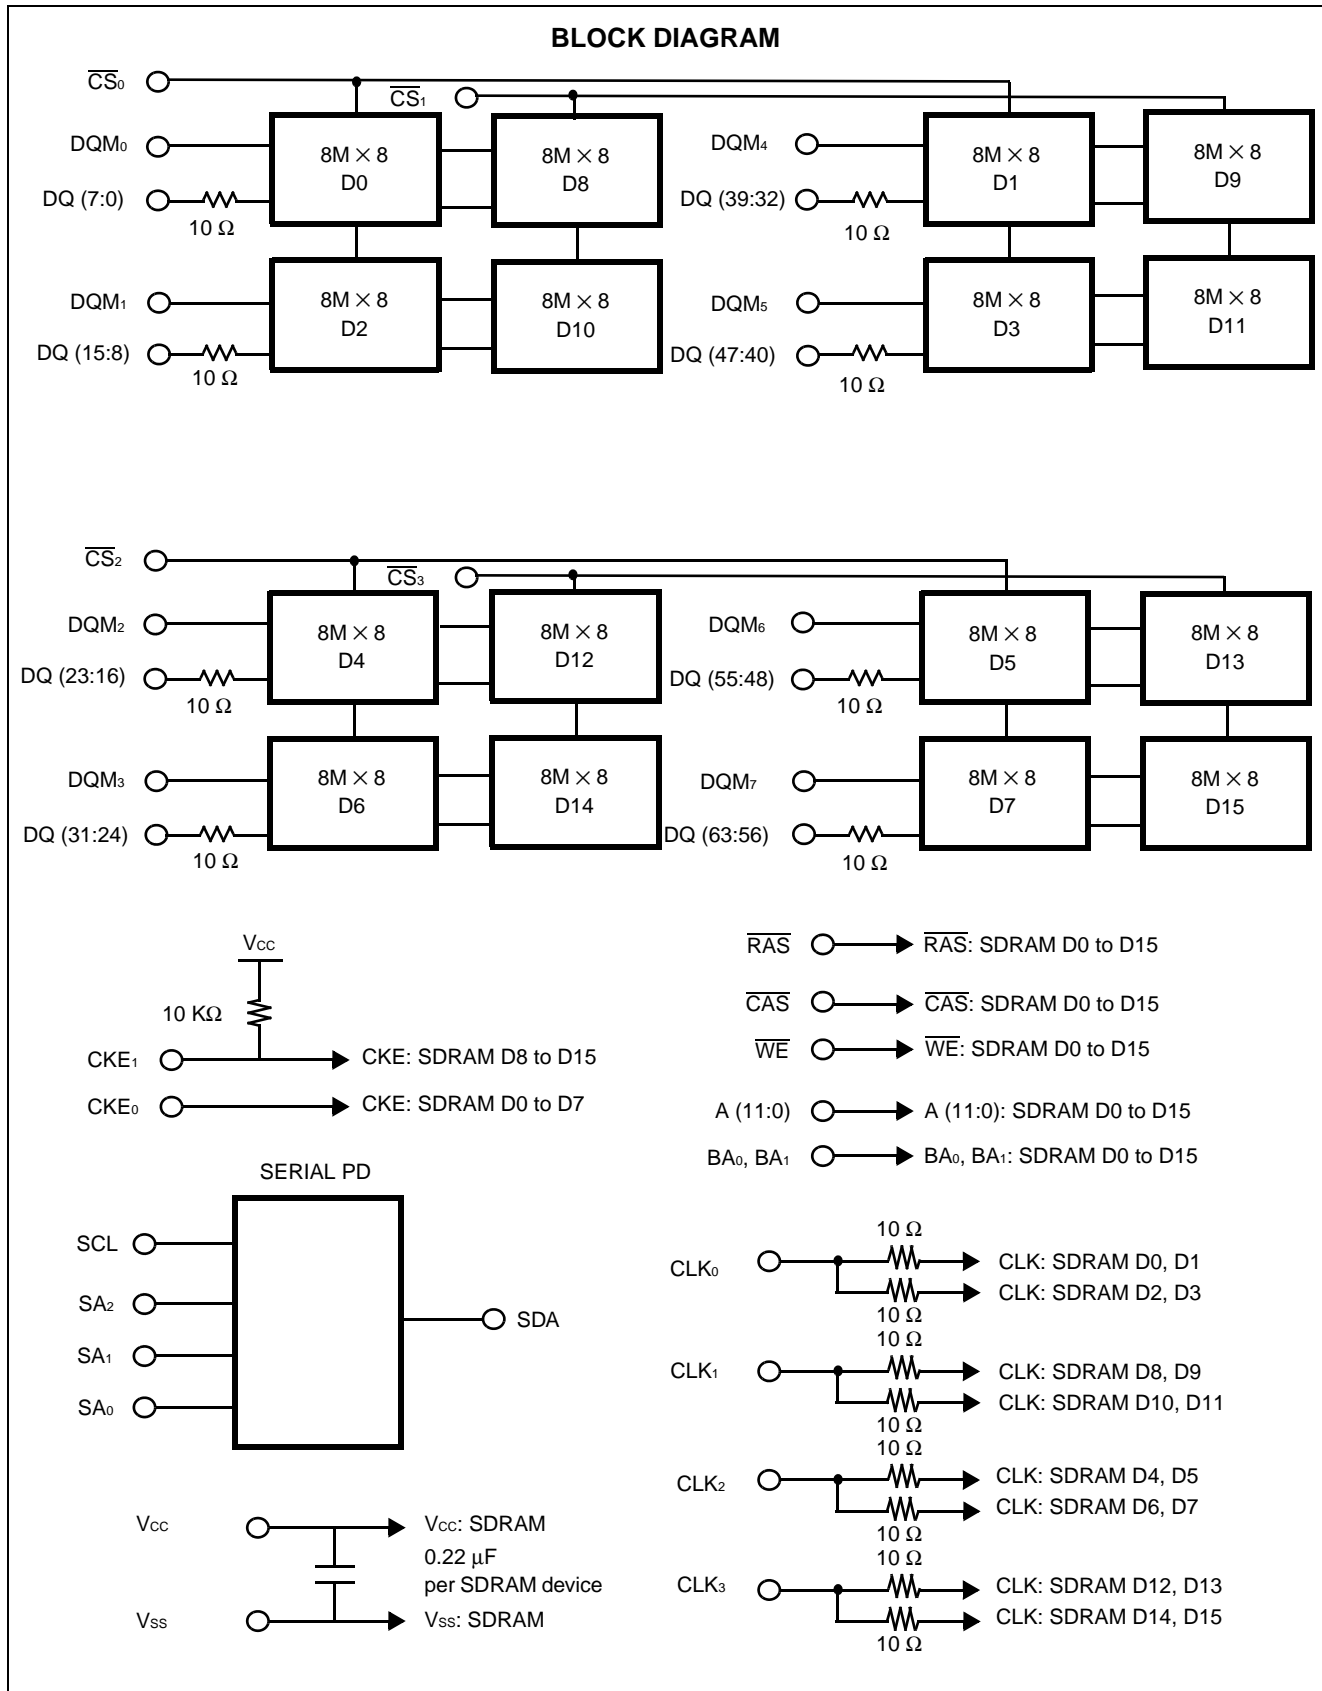 BLOCK DIAGRAM
CS0
CS1
DQM0
8M × 8
D0
8M × 8
D8
DQM4
8M × 8
D1
8M × 8
D9
DQ (7:0)
10 Ω
DQ (39:32)
10 Ω
DQM1
8M × 8
D2
8M × 8
D10
DQM5
8M × 8
D3
8M × 8
D11
DQ (15:8)
10 Ω
DQ (47:40)
10 Ω
CS2
CS3
DQM2
8M × 8
D4
8M × 8
D12
DQM6
8M × 8
D5
8M × 8
D13
DQ (23:16)
10 Ω
DQ (55:48)
10 Ω
DQM3
8M × 8
D6
8M × 8
D14
DQM7
8M × 8
D7
8M × 8
D15
DQ (31:24)
10 Ω
DQ (63:56)
10 Ω
VCC
10 KΩ
CKE1 CKE: SDRAM D8 to D15
CKE0 CKE: SDRAM D0 to D7
RAS RAS: SDRAM D0 to D15
CAS CAS: SDRAM D0 to D15
WE WE: SDRAM D0 to D15
A (11:0) A (11:0): SDRAM D0 to D15
BA0, BA1 BA0, BA1: SDRAM D0 to D15
SERIAL PD
SCL
SA2
SA1
SA0
SDA
10 Ω
CLK0 CLK: SDRAM D0, D1
CLK: SDRAM D2, D3
10 Ω
10 Ω
CLK1 CLK: SDRAM D8, D9
CLK: SDRAM D10, D11
10 Ω
10 Ω
CLK2 CLK: SDRAM D4, D5
CLK: SDRAM D6, D7
10 Ω
10 Ω
CLK3 CLK: SDRAM D12, D13
CLK: SDRAM D14, D15
10 Ω
VCC VCC: SDRAM
0.22 μF
per SDRAM device
VSS VSS: SDRAM